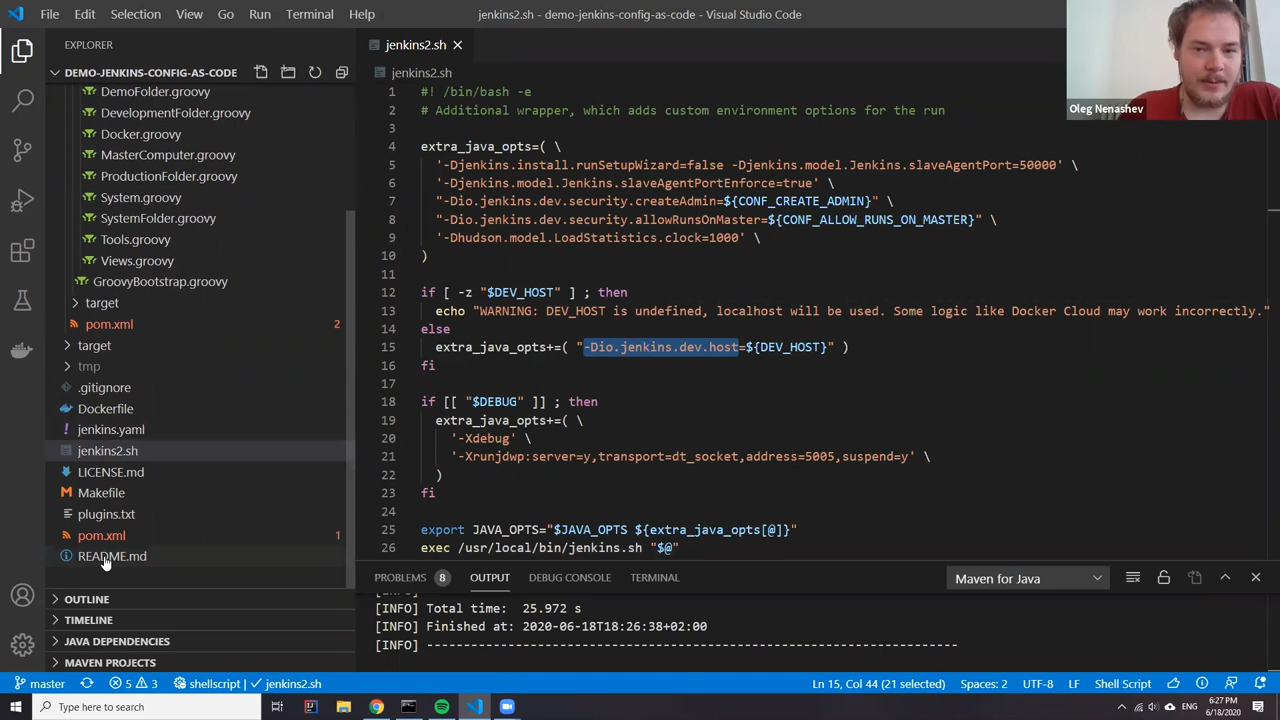 File Edit Selection View Go Run Terminal Help
jenkins2.sh - demo-jenkins-config-as-code - Visual Studio Code
Oleg Nenashev
EXPLORER
DEMO-JENKINS-CONFIG-AS-CODE
DemoFolder.groovy
DevelopmentFolder.groovy
Docker.groovy
MasterComputer.groovy
ProductionFolder.groovy
System.groovy
SystemFolder.groovy
Tools.groovy
Views.groovy
GroovyBootstrap.groovy
target
pom.xml 2
target
tmp
.gitignore
Dockerfile
jenkins.yaml
jenkins2.sh
LICENSE.md
Makefile
plugins.txt
pom.xml 1
README.md
OUTLINE
TIMELINE
JAVA DEPENDENCIES
MAVEN PROJECTS
jenkins2.sh
jenkins2.sh
1 #! /bin/bash -e
2 # Additional wrapper, which adds custom environment options for the run
3
4 extra_java_opts=( \
5 '-Djenkins.install.runSetupWizard=false -Djenkins.model.Jenkins.slaveAgentPort=50000' \
6 '-Djenkins.model.Jenkins.slaveAgentPortEnforce=true' \
7 "-Dio.jenkins.dev.security.createAdmin=${CONF_CREATE_ADMIN}" \
8 "-Dio.jenkins.dev.security.allowRunsOnMaster=${CONF_ALLOW_RUNS_ON_MASTER}" \
9 '-Dhudson.model.LoadStatistics.clock=1000' \
10 )
11
12 if [ -z "$DEV_HOST" ] ; then
13 echo "WARNING: DEV_HOST is undefined, localhost will be used. Some logic like Docker Cloud may work incorrectly."
14 else
15 extra_java_opts+=( "-Dio.jenkins.dev.host=${DEV_HOST}" )
16 fi
17
18 if [[ "$DEBUG" ]] ; then
19 extra_java_opts+=( \
20 '-Xdebug' \
21 '-Xrunjdwp:server=y,transport=dt_socket,address=5005,suspend=y' \
22 )
23 fi
24
25 export JAVA_OPTS="$JAVA_OPTS ${extra_java_opts[@]}"
26 exec /usr/local/bin/jenkins.sh "$@"
PROBLEMS 8 OUTPUT DEBUG CONSOLE TERMINAL Maven for Java
[INFO] Total time:  25.972 s
[INFO] Finished at: 2020-06-18T18:26:38+02:00
[INFO] ------------------------------------------------------------------------
master 5 3 shellscript | jenkins2.sh Ln 15, Col 44 (21 selected) Spaces: 2 UTF-8 LF Shell Script
Type here to search ENG 6:27 PM
6/18/2020